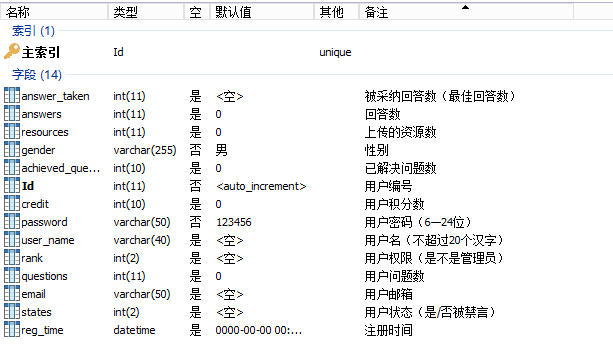 名称 类型 空 默认值 其他 备注
索引 (1)
主索引 Id unique
字段 (14)
answer_taken int(11) 是 <空> 被采纳回答数（最佳回答数）
answers int(11) 是 0 回答数
resources int(11) 是 0 上传的资源数
gender varchar(255) 否 男 性别
achieved_que... int(10) 是 0 已解决问题数
Id int(11) 否 <auto_increment> 用户编号
credit int(10) 是 0 用户积分数
password varchar(50) 否 123456 用户密码（6—24位）
user_name varchar(40) 是 <空> 用户名（不超过20个汉字）
rank int(2) 是 <空> 用户权限（是不是管理员）
questions int(11) 是 0 用户问题数
email varchar(50) 是 <空> 用户邮箱
states int(2) 是 <空> 用户状态（是/否被禁言）
reg_time datetime 是 0000-00-00 00:... 注册时间